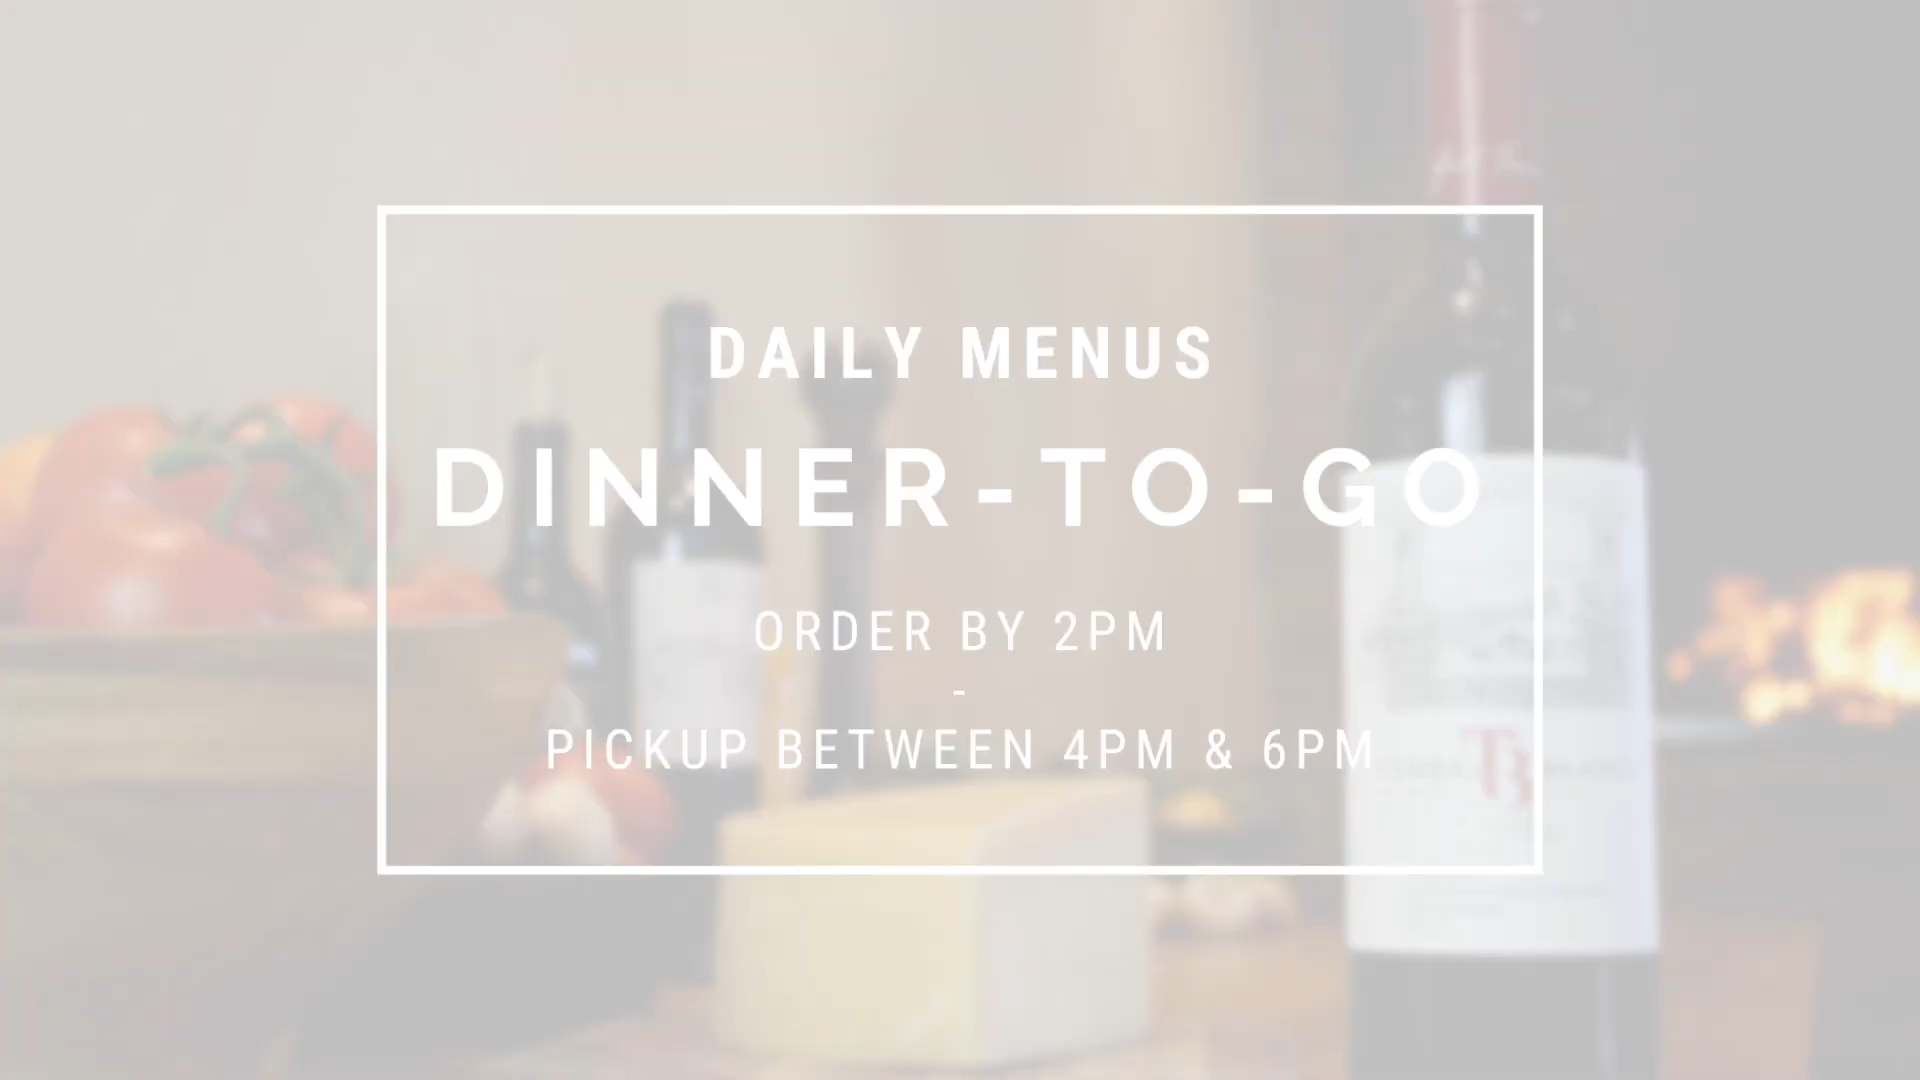 DAILY MENUS
DINNER-TO-GO
ORDER BY 2PM
-
PICKUP BETWEEN 4PM & 6PM